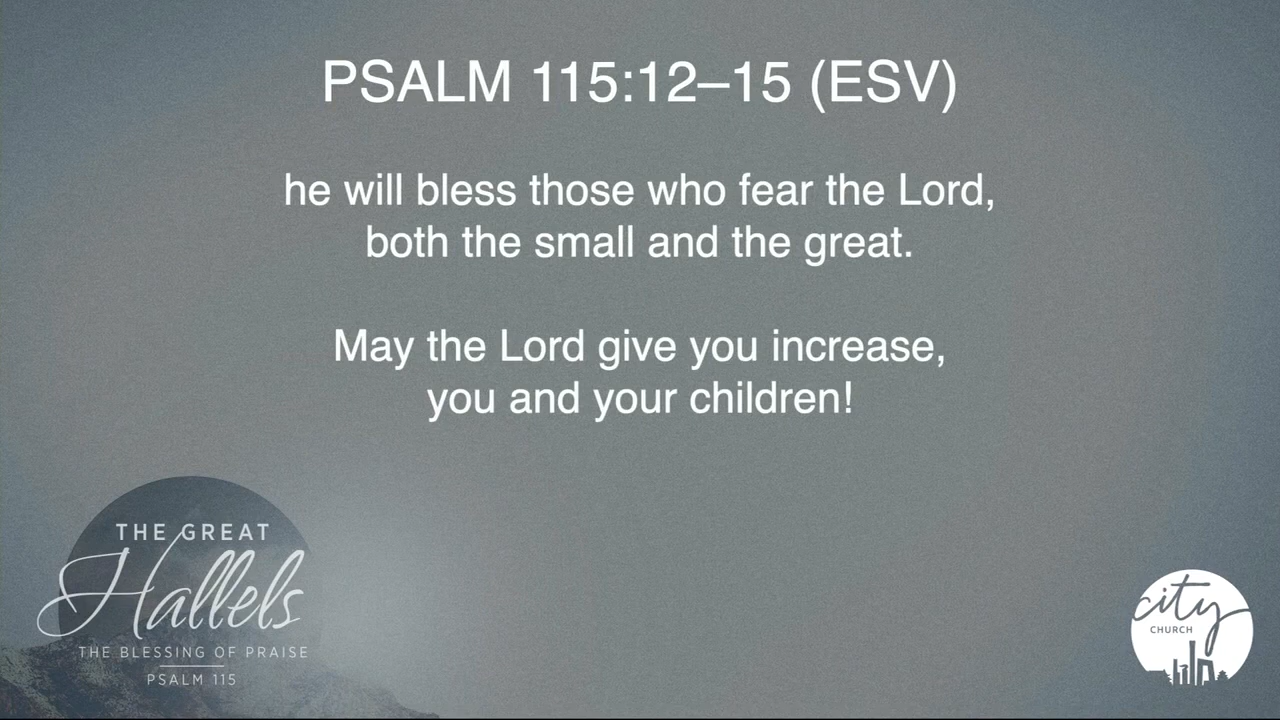 PSALM 115:12–15 (ESV)
he will bless those who fear the Lord,
both the small and the great.
May the Lord give you increase,
you and your children!
THE GREAT
Hallels
THE BLESSING OF PRAISE
PSALM 115
city
CHURCH